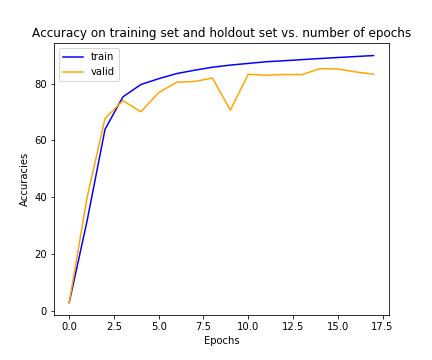 Accuracy on training set and holdout set vs. number of epochs
train
valid
Accuracies
80
60
40
20
0
0.0 2.5 5.0 7.5 10.0 12.5 15.0 17.5
Epochs